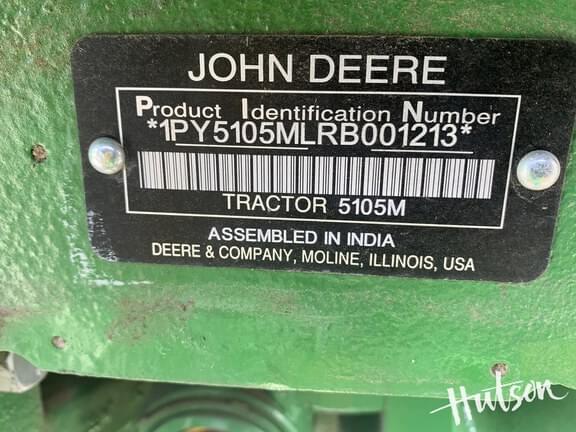 JOHN DEERE
Product Identification Number
*1PY5105MLRB001213*
TRACTOR 5105M
ASSEMBLED IN INDIA
DEERE & COMPANY, MOLINE, ILLINOIS, USA
Hutson